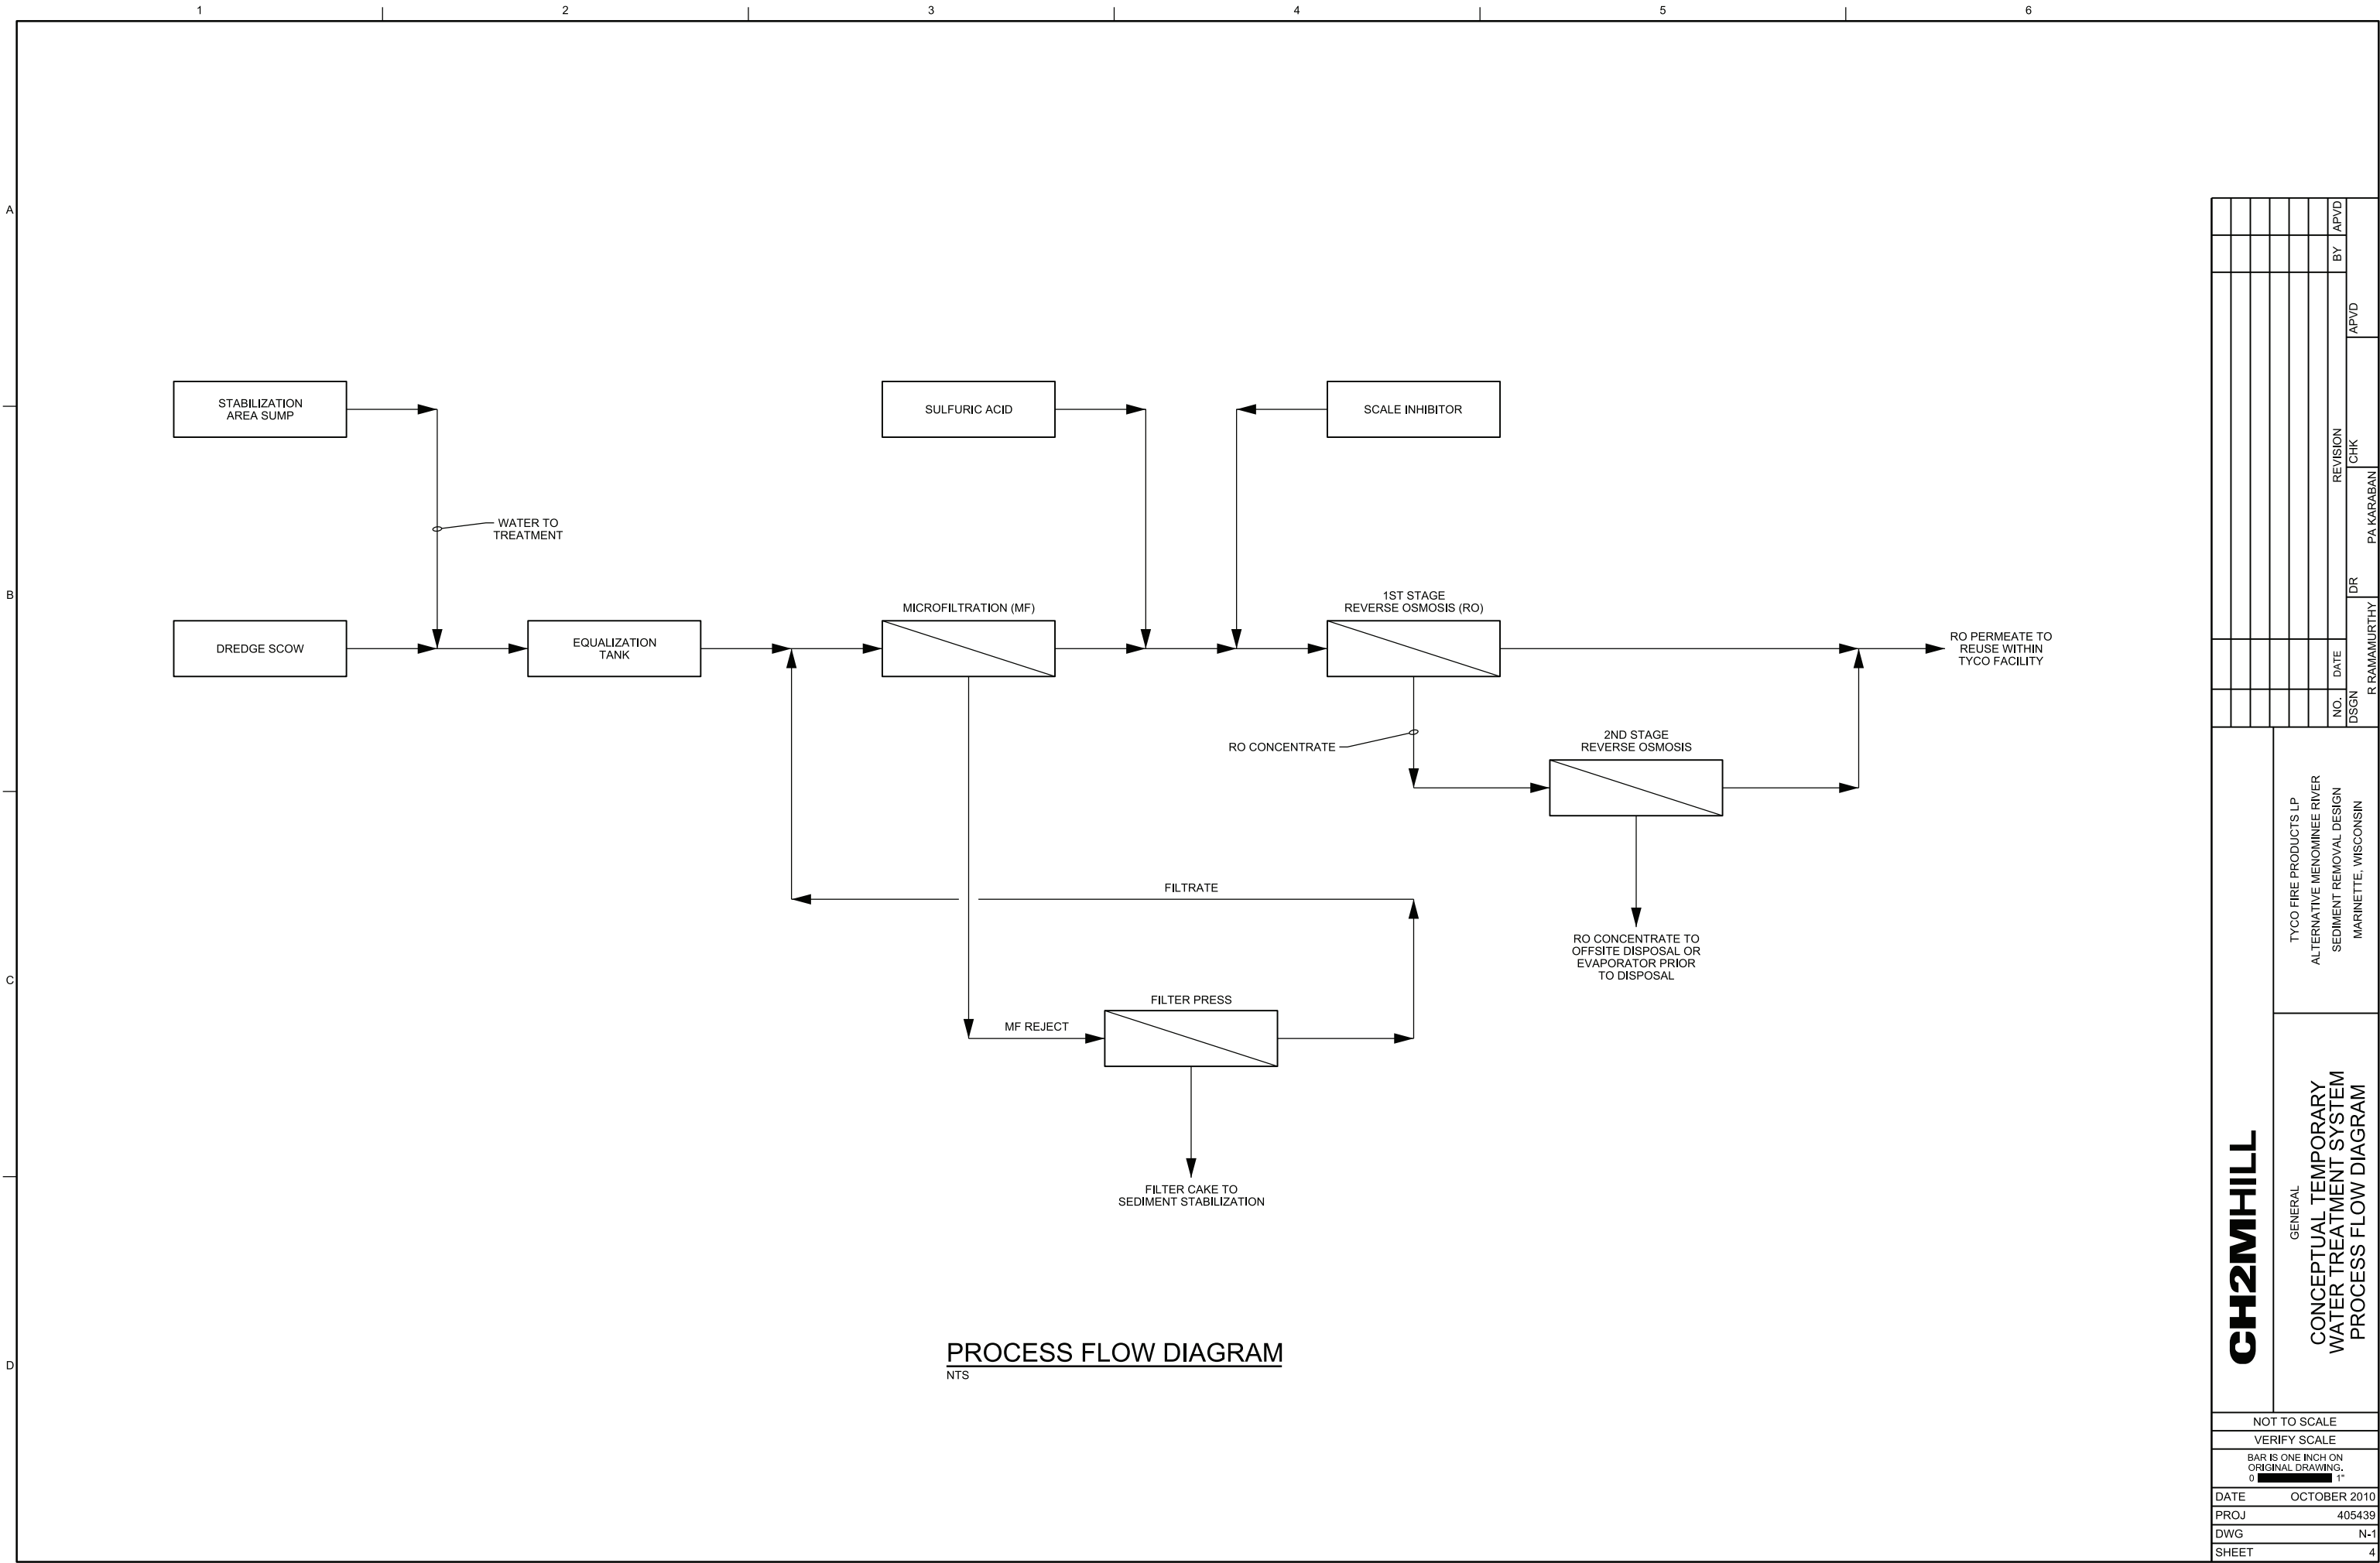 1
2
3
4
5
6
A
B
C
D
STABILIZATION
AREA SUMP
SULFURIC ACID
SCALE INHIBITOR
WATER TO
TREATMENT
DREDGE SCOW
EQUALIZATION
TANK
MICROFILTRATION (MF)
1ST STAGE
REVERSE OSMOSIS (RO)
RO PERMEATE TO
REUSE WITHIN
TYCO FACILITY
RO CONCENTRATE
2ND STAGE
REVERSE OSMOSIS
FILTRATE
RO CONCENTRATE TO
OFFSITE DISPOSAL OR
EVAPORATOR PRIOR
TO DISPOSAL
MF REJECT
FILTER PRESS
FILTER CAKE TO
SEDIMENT STABILIZATION
PROCESS FLOW DIAGRAM
NTS
NO.
DATE
REVISION
BY
APVD
DSGN
R RAMAMURTHY
DR
PA KARABAN
CHK
APVD
TYCO FIRE PRODUCTS LP
ALTERNATIVE MENOMINEE RIVER
SEDIMENT REMOVAL DESIGN
MARINETTE, WISCONSIN
CH2MHILL
GENERAL
CONCEPTUAL TEMPORARY
WATER TREATMENT SYSTEM
PROCESS FLOW DIAGRAM
NOT TO SCALE
VERIFY SCALE
BAR IS ONE INCH ON
ORIGINAL DRAWING.
0 1"
DATE OCTOBER 2010
PROJ 405439
DWG N-1
SHEET 4